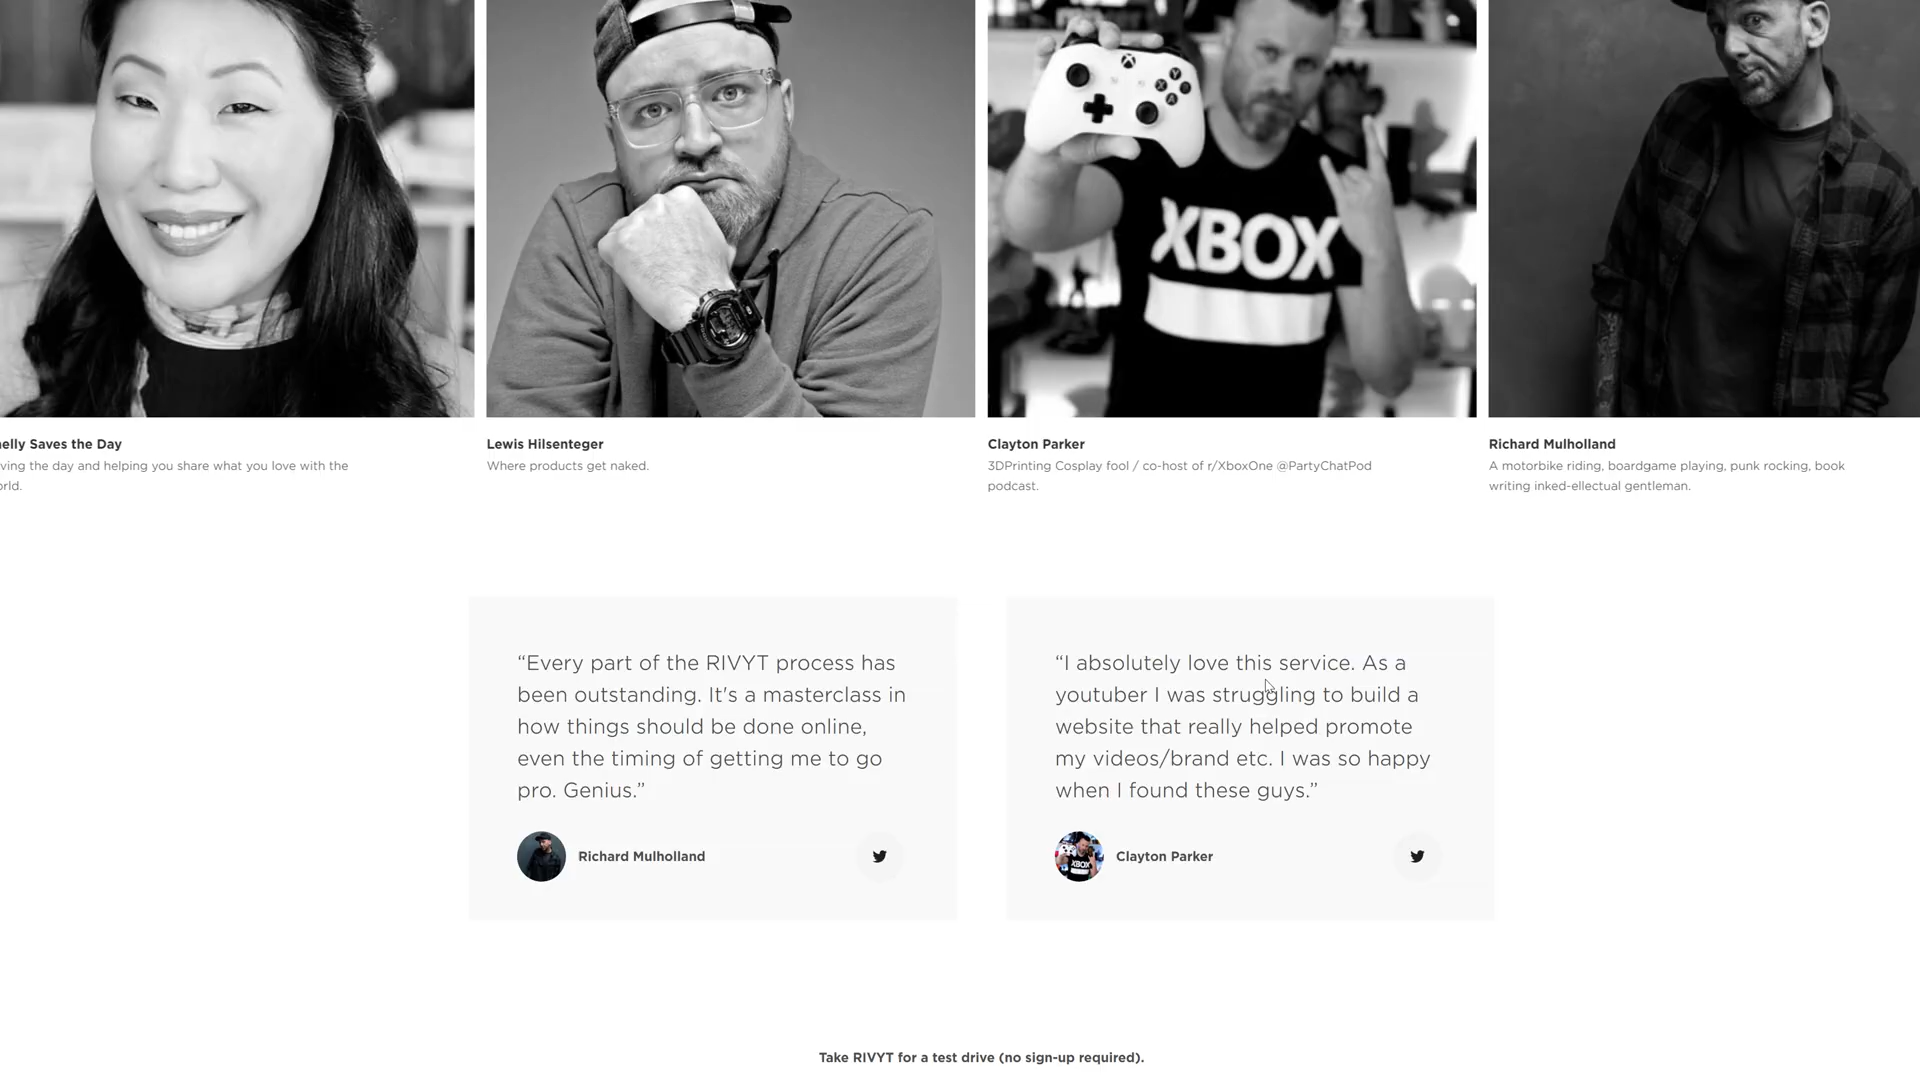 XBOX
elly Saves the Day
ving the day and helping you share what you love with the
orld.
Lewis Hilsenteger
Where products get naked.
Clayton Parker
3DPrinting Cosplay fool / co-host of r/XboxOne @PartyChatPod
podcast.
Richard Mulholland
A motorbike riding, boardgame playing, punk rocking, book
writing inked-ellectual gentleman.
“Every part of the RIVYT process has
been outstanding. It's a masterclass in
how things should be done online,
even the timing of getting me to go
pro. Genius.”
Richard Mulholland
“I absolutely love this service. As a
youtuber I was struggling to build a
website that really helped promote
my videos/brand etc. I was so happy
when I found these guys.”
XBOX
Clayton Parker
Take RIVYT for a test drive (no sign-up required).